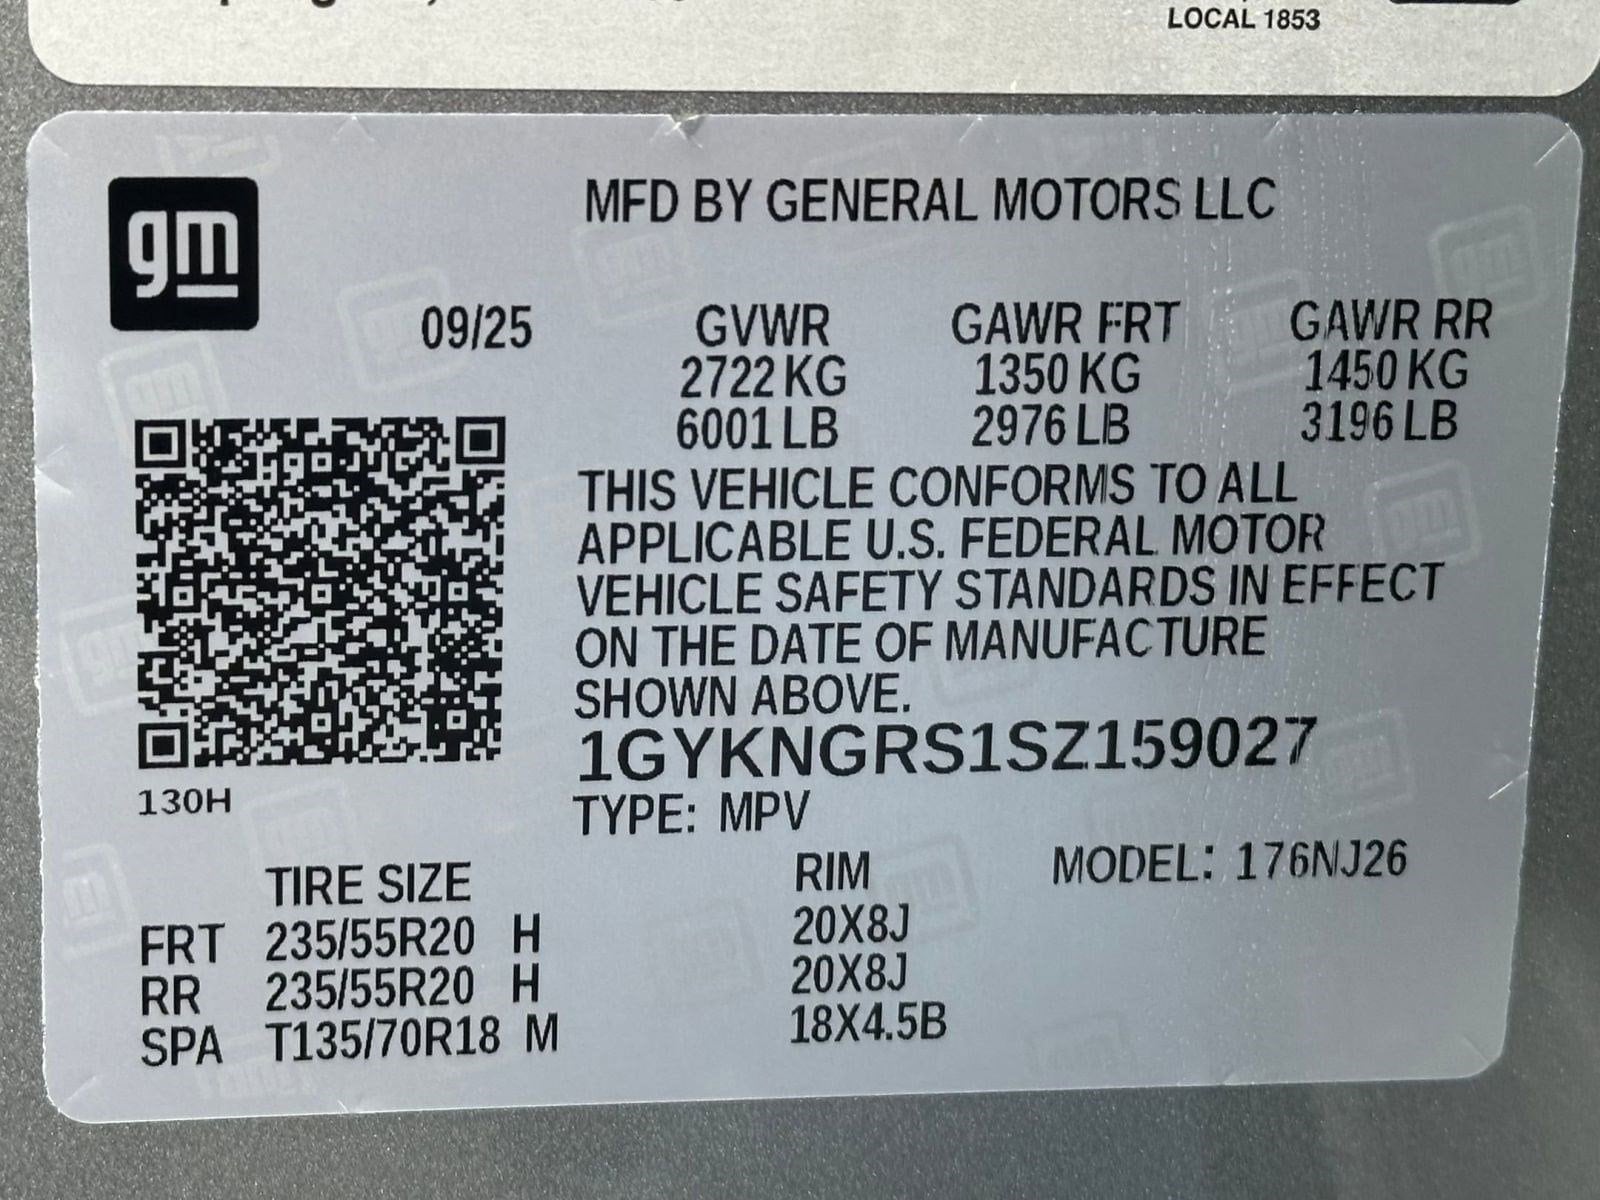 LOCAL 1853
gm
MFD BY GENERAL MOTORS LLC
09/25 GVWR GAWR FRT GAWR RR
2722 KG 1350 KG 1450 KG
6001 LB 2976 LB 3196 LB
THIS VEHICLE CONFORMS TO ALL
APPLICABLE U.S. FEDERAL MOTOR
VEHICLE SAFETY STANDARDS IN EFFECT
ON THE DATE OF MANUFACTURE
SHOWN ABOVE.
1GYKNGRS1SZ159027
130H
TYPE: MPV
TIRE SIZE RIM MODEL: 176NJ26
FRT 235/55R20 H 20X8J
RR 235/55R20 H 20X8J
SPA T135/70R18 M 18X4.5B